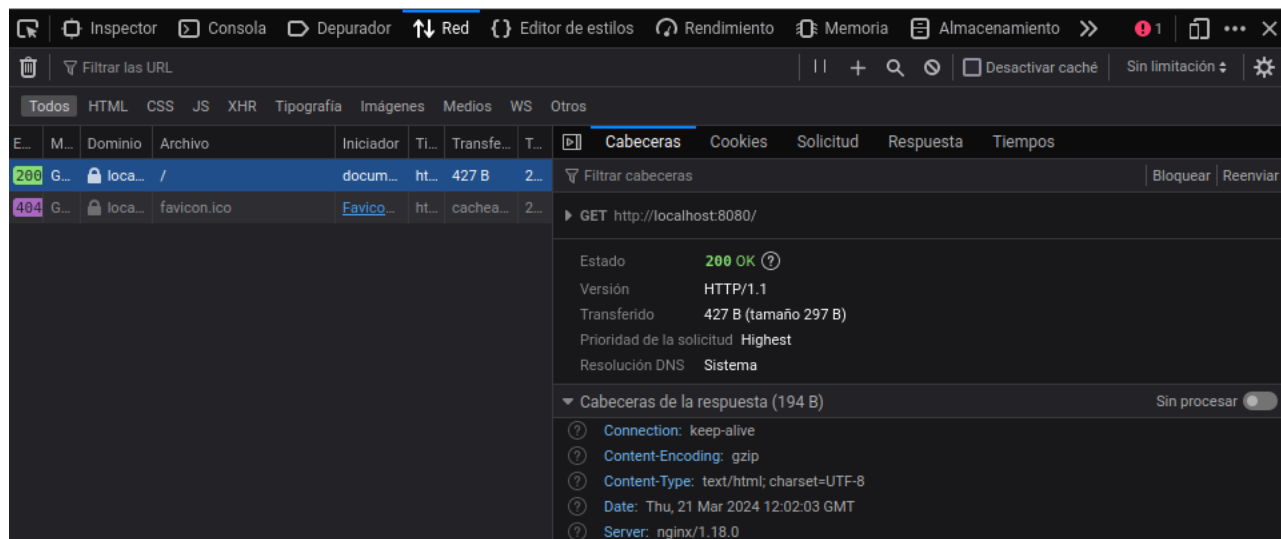 Inspector Consola Depurador Red Editor de estilos Rendimiento Memoria Almacenamiento 1
Filtrar las URL Desactivar caché Sin limitación
Todos HTML CSS JS XHR Tipografía Imágenes Medios WS Otros
E... M... Dominio Archivo Iniciador Ti... Transfe... T... Cabeceras Cookies Solicitud Respuesta Tiempos
200 G... loca... / docum... ht... 427 B 2... Filtrar cabeceras Bloquear Reenviar
404 G... loca... favicon.ico Favico... ht... cachea... 2...
GET http://localhost:8080/
Estado 200 OK ?
Versión HTTP/1.1
Transferido 427 B (tamaño 297 B)
Prioridad de la solicitud Highest
Resolución DNS Sistema
Cabeceras de la respuesta (194 B) Sin procesar
? Connection: keep-alive
? Content-Encoding: gzip
? Content-Type: text/html; charset=UTF-8
? Date: Thu, 21 Mar 2024 12:02:03 GMT
? Server: nginx/1.18.0